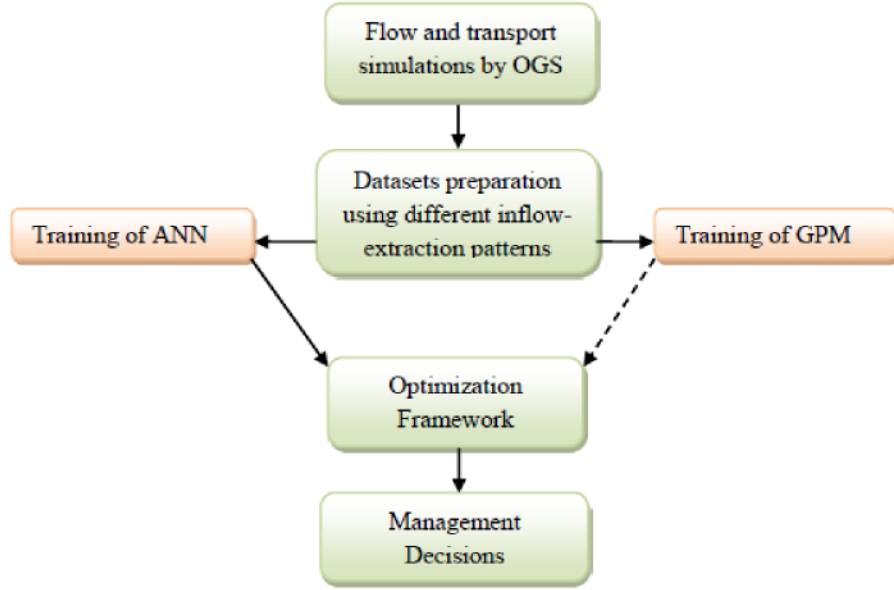 Flow and transport
simulations by OGS
Datasets preparation
using different inflow-
extraction patterns
Training of ANN
Training of GPM
Optimization
Framework
Management
Decisions